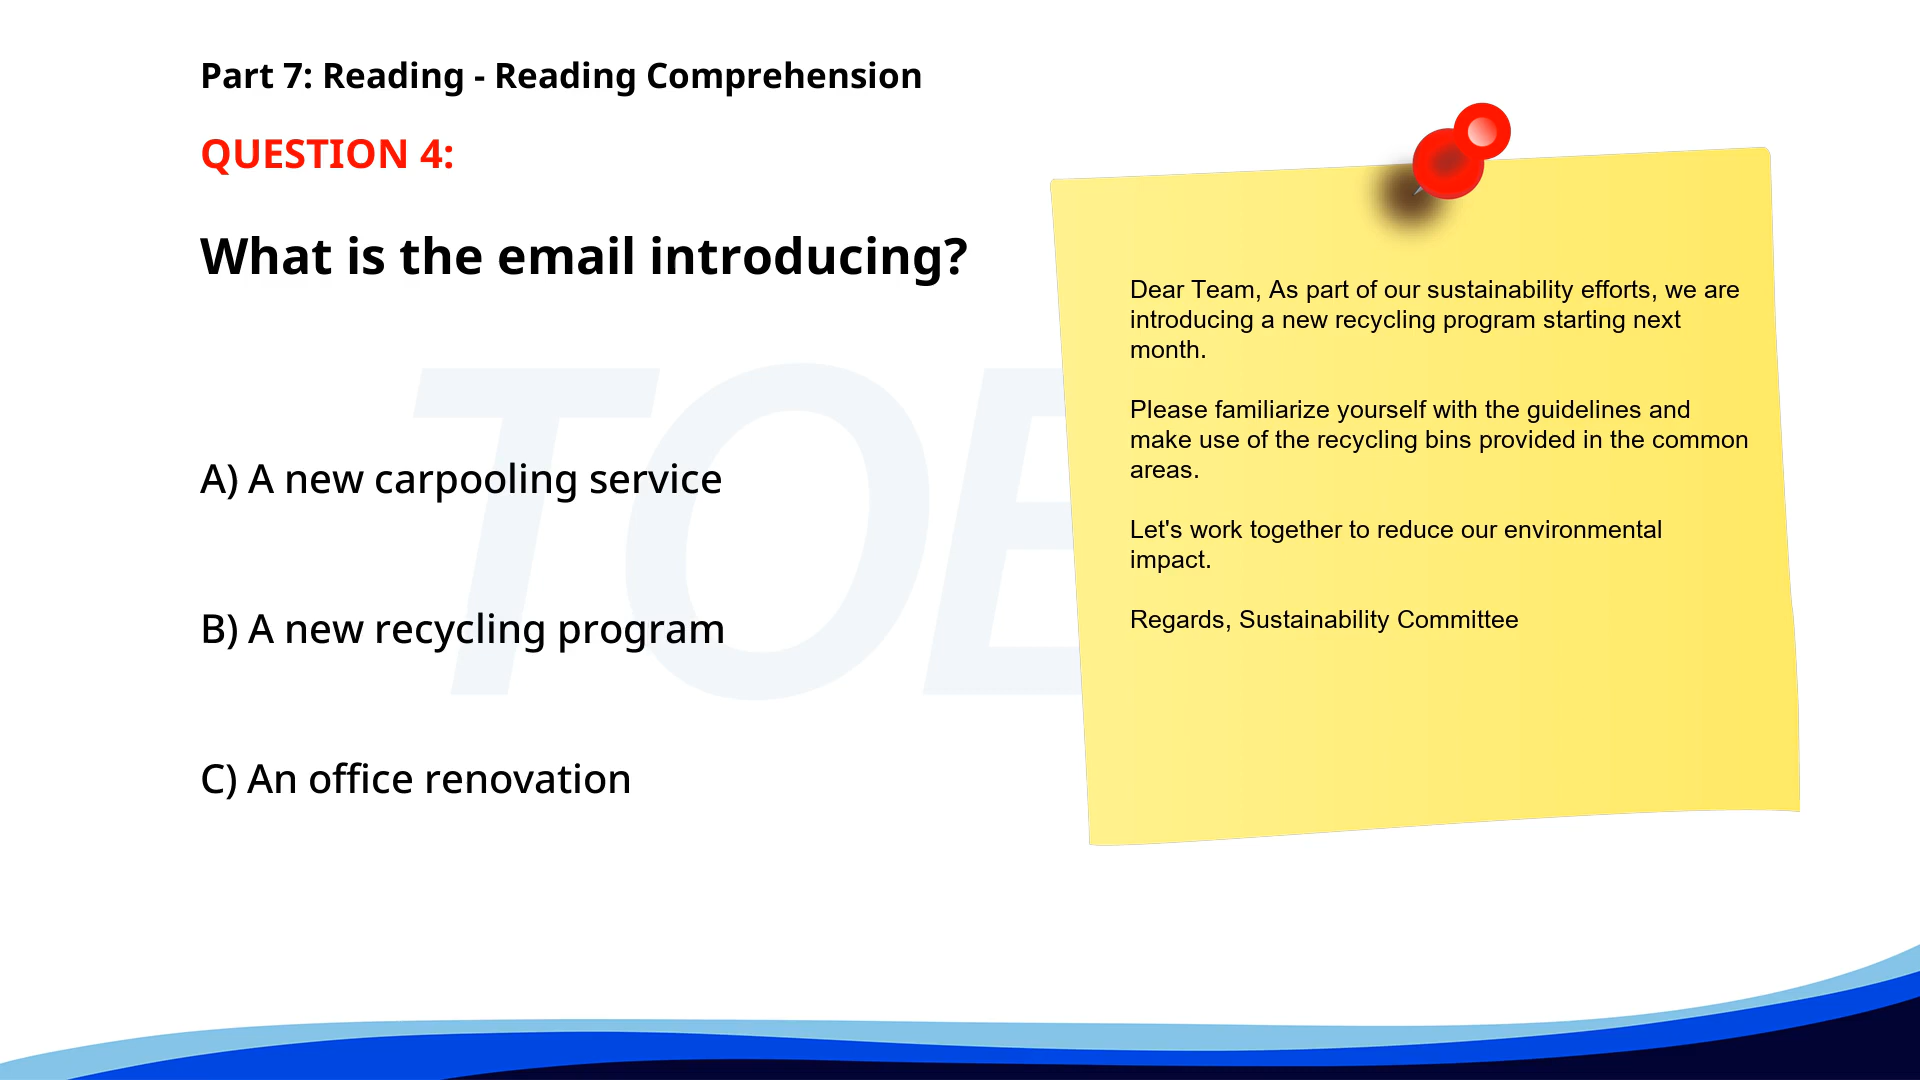 Part 7: Reading - Reading Comprehension
QUESTION 4:
What is the email introducing?
A) A new carpooling service
B) A new recycling program
C) An office renovation
Dear Team, As part of our sustainability efforts, we are
introducing a new recycling program starting next
month.
Please familiarize yourself with the guidelines and
make use of the recycling bins provided in the common
areas.
Let's work together to reduce our environmental
impact.
Regards, Sustainability Committee
TOE